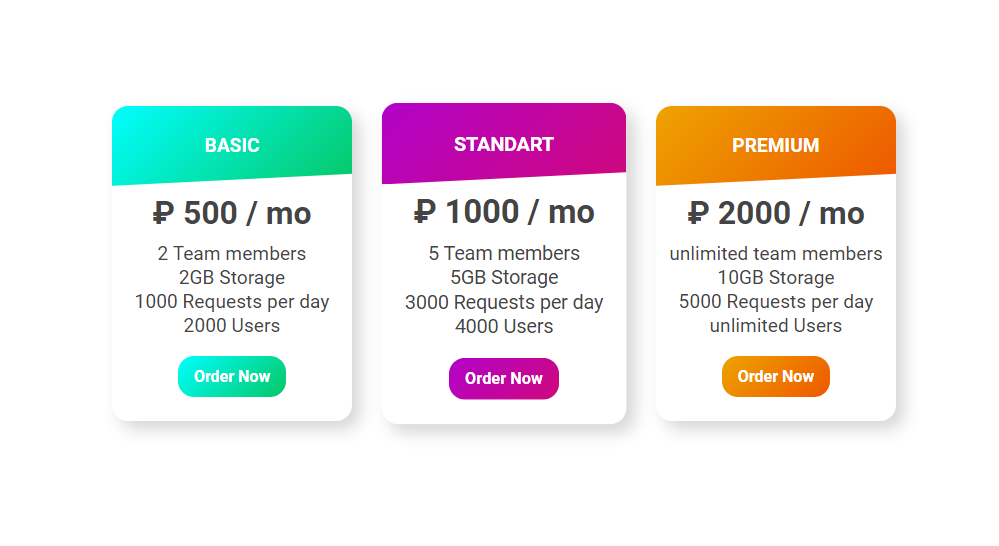 BASIC
₽ 500 / mo
2 Team members
2GB Storage
1000 Requests per day
2000 Users
Order Now
STANDART
₽ 1000 / mo
5 Team members
5GB Storage
3000 Requests per day
4000 Users
Order Now
PREMIUM
₽ 2000 / mo
unlimited team members
10GB Storage
5000 Requests per day
unlimited Users
Order Now